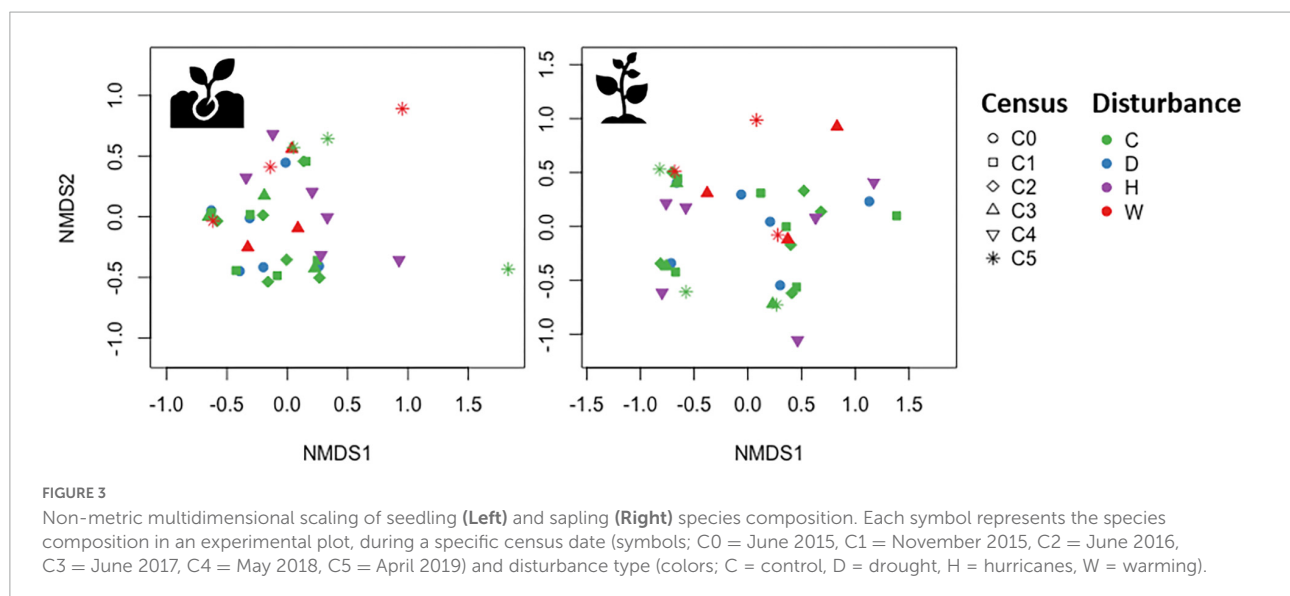 1.0
0.5
0.0
-0.5
-1.0
NMDS2
-1.0 -0.5 0.0 0.5 1.0 1.5
NMDS1
1.5
1.0
0.5
0.0
-0.5
-1.0
-1.5 -1.0 -0.5 0.0 0.5 1.0 1.5
NMDS1
Census Disturbance
C0 C
C1 D
C2 H
C3 W
C4
C5
FIGURE 3
Non-metric multidimensional scaling of seedling (Left) and sapling (Right) species composition. Each symbol represents the species
composition in an experimental plot, during a specific census date (symbols; C0 = June 2015, C1 = November 2015, C2 = June 2016,
C3 = June 2017, C4 = May 2018, C5 = April 2019) and disturbance type (colors; C = control, D = drought, H = hurricanes, W = warming).